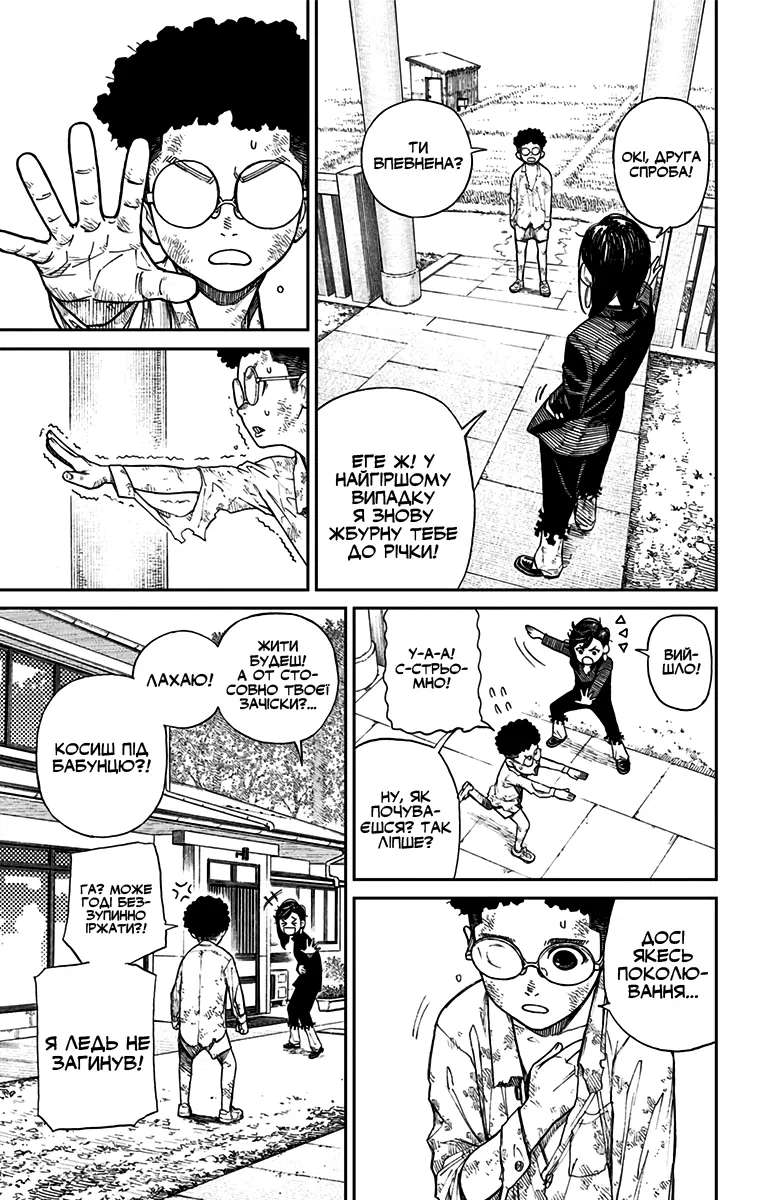 ОКІ, ДРУГА
СПРОБА!
ТИ
ВПЕВНЕНА?
ЕГЕ Ж! У
НАЙГІРШОМУ
ВИПАДКУ
Я ЗНОВУ
ЖБУРНУ ТЕБЕ
ДО РІЧКИ!
ВИЙ-
ШЛО!
У-А-А!
С-СТРЬО-
МНО!
НУ, ЯК
ПОЧУВА-
ЄШСЯ? ТАК
ЛІПШЕ?
ДОСІ
ЯКЕСЬ
ПОКОЛЮ-
ВАННЯ...
ЖИТИ
БУДЕШ!
А ОТ СТО-
СОВНО ТВОЄЇ
ЗАЧІСКИ?...
ЛАХАЮ!
КОСИШ ПІД
БАБУНЦЮ?!
ГА? МОЖЕ
ГОДІ БЕЗ-
ЗУПИННО
ІРЖАТИ?!
Я ЛЕДЬ НЕ
ЗАГИНУВ!